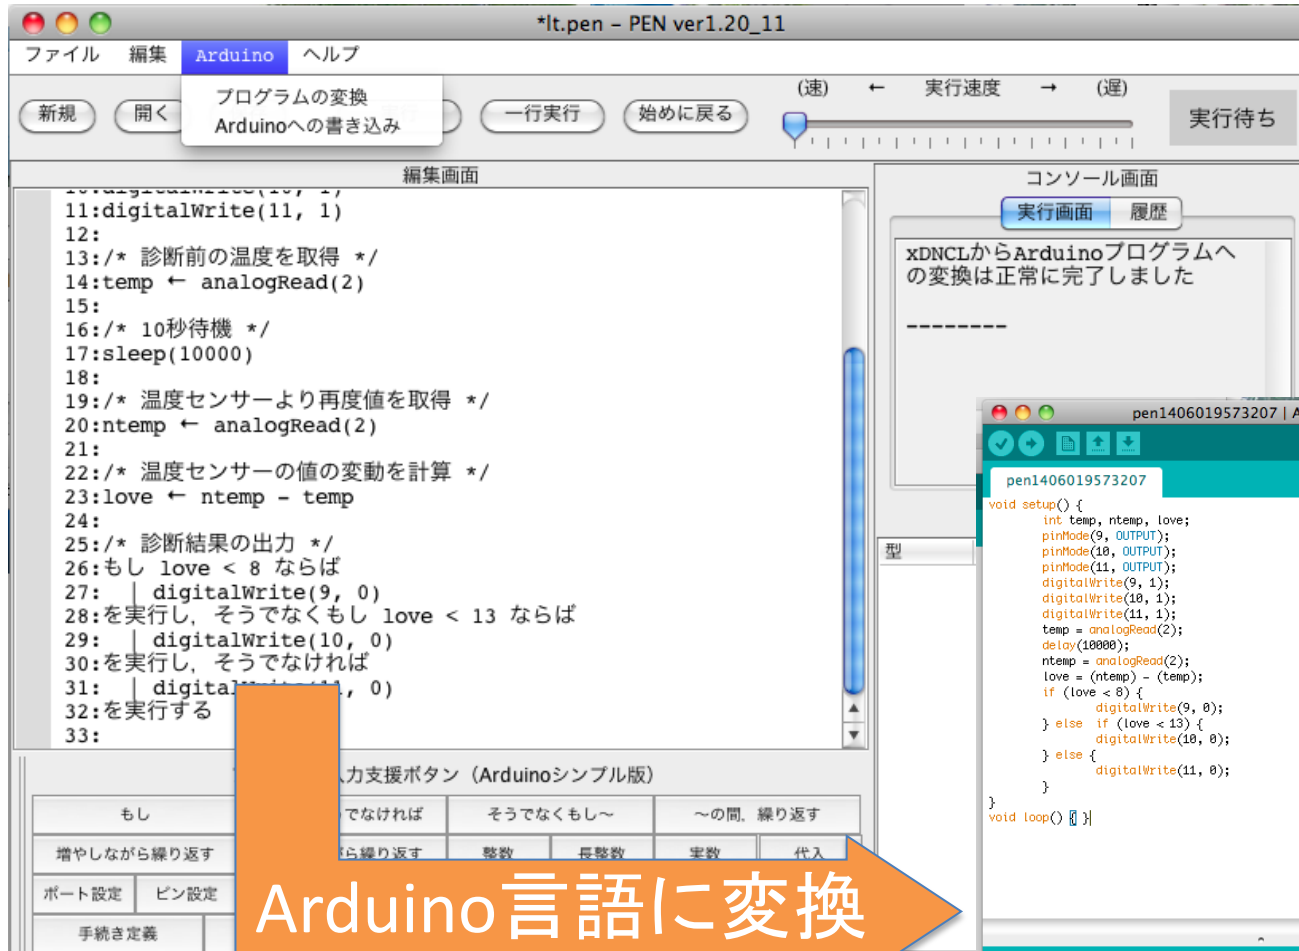 *lt.pen – PEN ver1.20_11
ファイル 編集 Arduino ヘルプ
プログラムの変換
Arduinoへの書き込み
新規 開く 一行実行 始めに戻る
(速) ← 実行速度 → (遅)
実行待ち
編集画面
10:digitalWrite(10, 1)
11:digitalWrite(11, 1)
12:
13:/* 診断前の温度を取得 */
14:temp ← analogRead(2)
15:
16:/* 10秒待機 */
17:sleep(10000)
18:
19:/* 温度センサーより再度値を取得 */
20:ntemp ← analogRead(2)
21:
22:/* 温度センサーの値の変動を計算 */
23:love ← ntemp – temp
24:
25:/* 診断結果の出力 */
26:もし love < 8 ならば
27: | digitalWrite(9, 0)
28:を実行し，そうでなくもし love < 13 ならば
29: | digitalWrite(10, 0)
30:を実行し，そうでなければ
31: | digitalWrite(11, 0)
32:を実行する
33:
コンソール画面
実行画面 履歴
xDNCLからArduinoプログラムへ
の変換は正常に完了しました
--------
型
入力支援ボタン（Arduinoシンプル版）
もし でなければ そうでなくもし～ ～の間，繰り返す
増やしながら繰り返す がら繰り返す 整数 長整数 実数 代入
ポート設定 ピン設定
手続き定義
pen1406019573207 | A
pen1406019573207
void setup() {
int temp, ntemp, love;
pinMode(9, OUTPUT);
pinMode(10, OUTPUT);
pinMode(11, OUTPUT);
digitalWrite(9, 1);
digitalWrite(10, 1);
digitalWrite(11, 1);
temp = analogRead(2);
delay(10000);
ntemp = analogRead(2);
love = (ntemp) - (temp);
if (love < 8) {
digitalWrite(9, 0);
} else if (love < 13) {
digitalWrite(10, 0);
} else {
digitalWrite(11, 0);
}
}
void loop() { }
Arduino言語に変換